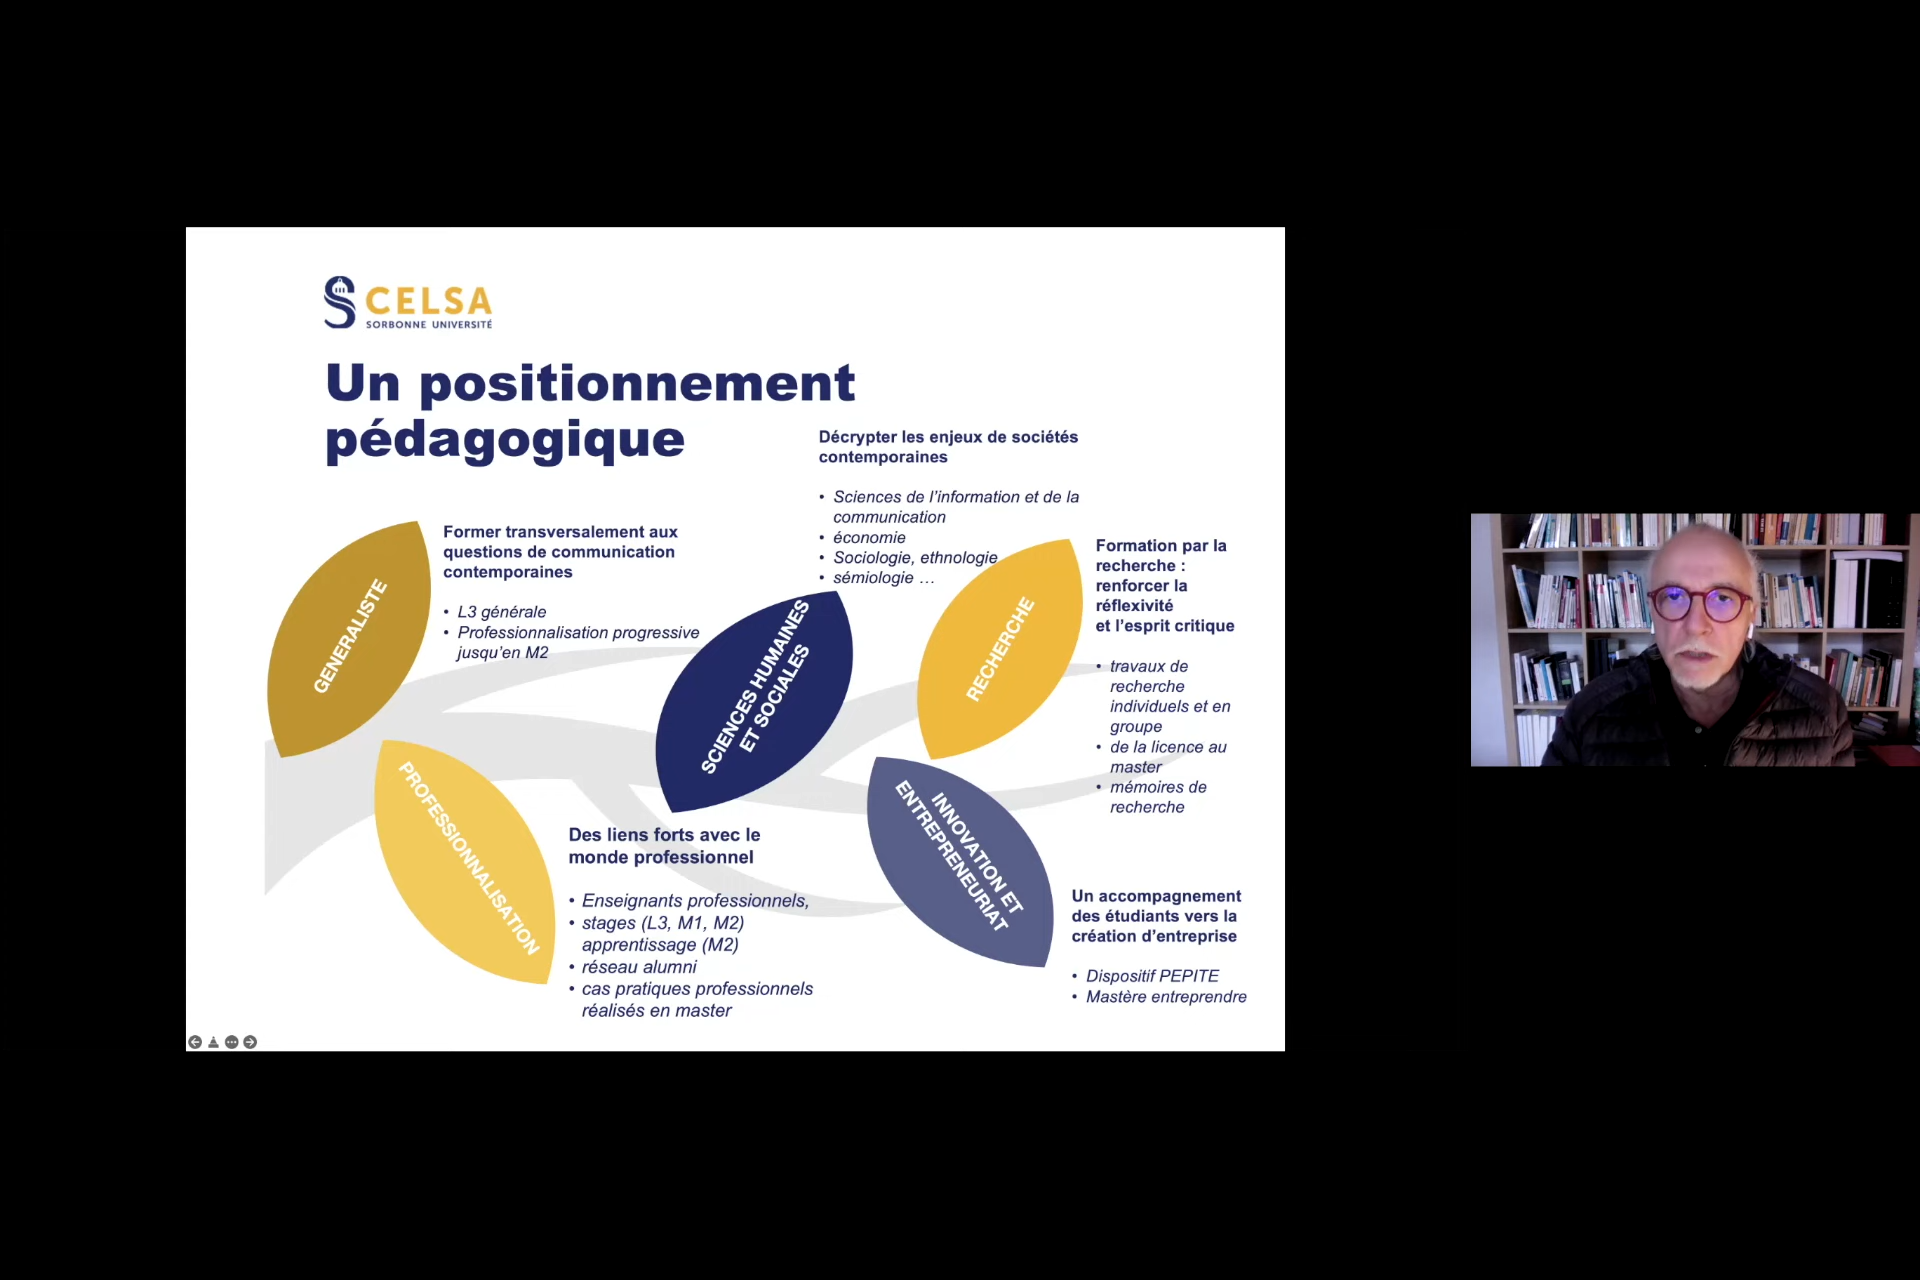 CELSA
SORBONNE UNIVERSITÉ
Un positionnement
pédagogique
GENERALISTE
Former transversalement aux
questions de communication
contemporaines
• L3 générale
• Professionnalisation progressive
jusqu'en M2
PROFESSIONNALISATION
Des liens forts avec le
monde professionnel
• Enseignants professionnels,
• stages (L3, M1, M2)
apprentissage (M2)
• réseau alumni
• cas pratiques professionnels
réalisés en master
SCIENCES HUMAINES
ET SOCIALES
Décrypter les enjeux de sociétés
contemporaines
• Sciences de l'information et de la
communication
• économie
• Sociologie, ethnologie
• sémiologie …
RECHERCHE
Formation par la
recherche :
renforcer la
réflexivité
et l'esprit critique
• travaux de
recherche
individuels et en
groupe
• de la licence au
master
• mémoires de
recherche
INNOVATION ET
ENTREPRENEURIAT
Un accompagnement
des étudiants vers la
création d'entreprise
• Dispositif PEPITE
• Mastère entreprendre